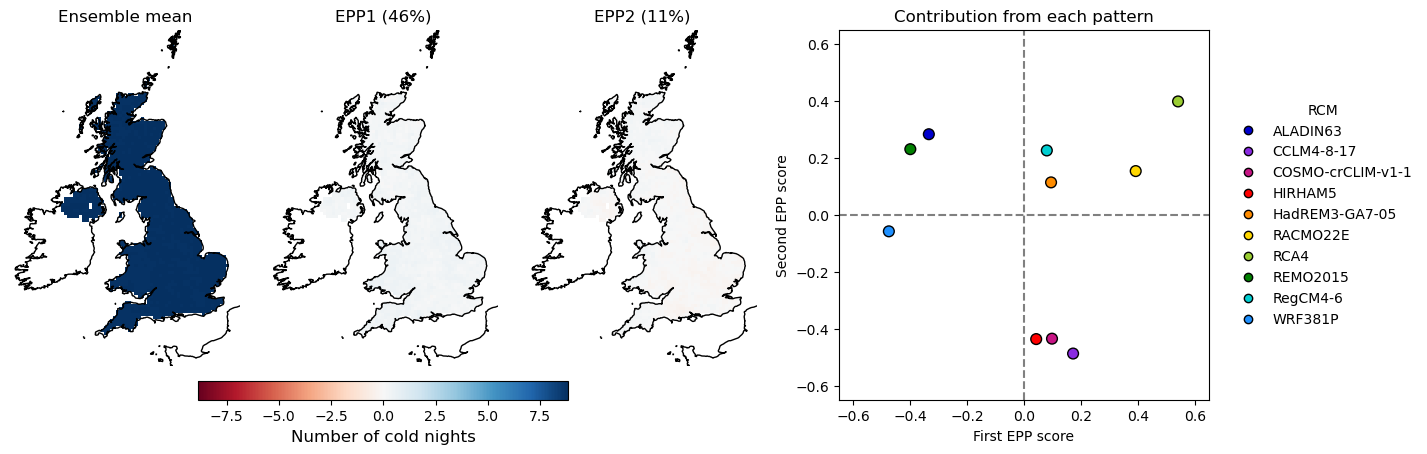 Ensemble mean
EPP1 (46%)
EPP2 (11%)
Contribution from each pattern
−7.5 −5.0 −2.5 0.0 2.5 5.0 7.5
Number of cold nights
Second EPP score
0.6
0.4
0.2
0.0
−0.2
−0.4
−0.6
−0.6 −0.4 −0.2 0.0 0.2 0.4 0.6
First EPP score
RCM
ALADIN63
CCLM4-8-17
COSMO-crCLIM-v1-1
HIRHAM5
HadREM3-GA7-05
RACMO22E
RCA4
REMO2015
RegCM4-6
WRF381P